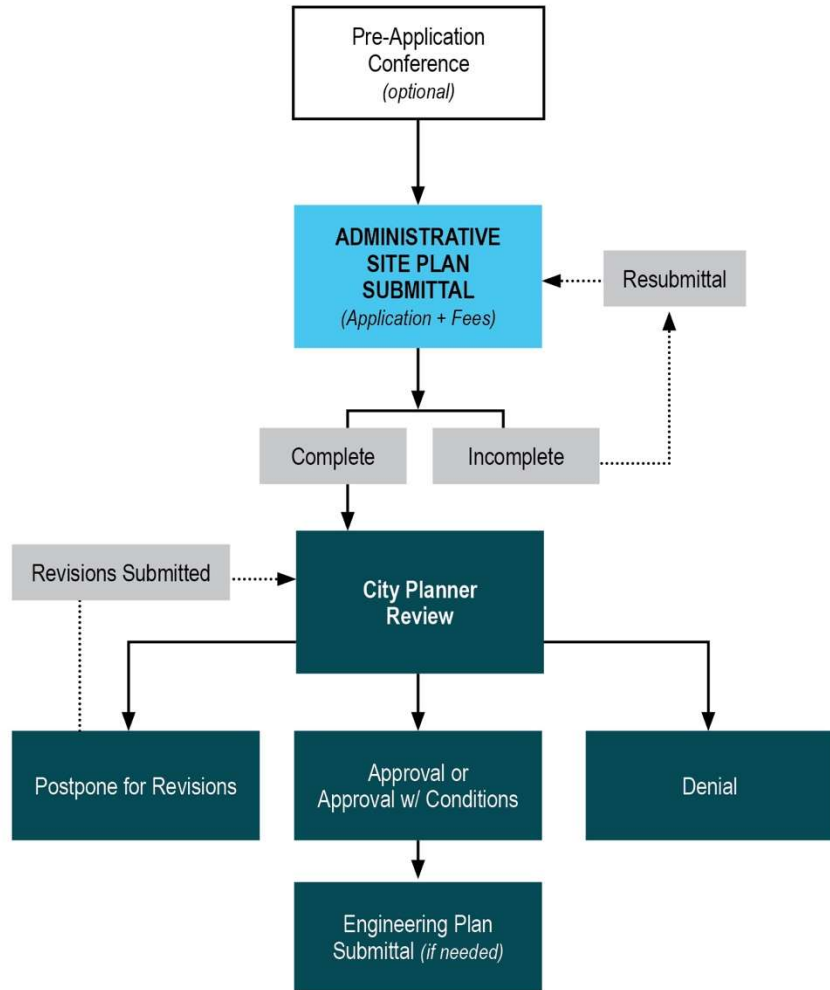 Pre-Application
Conference
(optional)
ADMINISTRATIVE
SITE PLAN
SUBMITTAL
(Application + Fees)
Resubmittal
Complete
Incomplete
Revisions Submitted
City Planner
Review
Postpone for Revisions
Approval or
Approval w/ Conditions
Denial
Engineering Plan
Submittal (if needed)